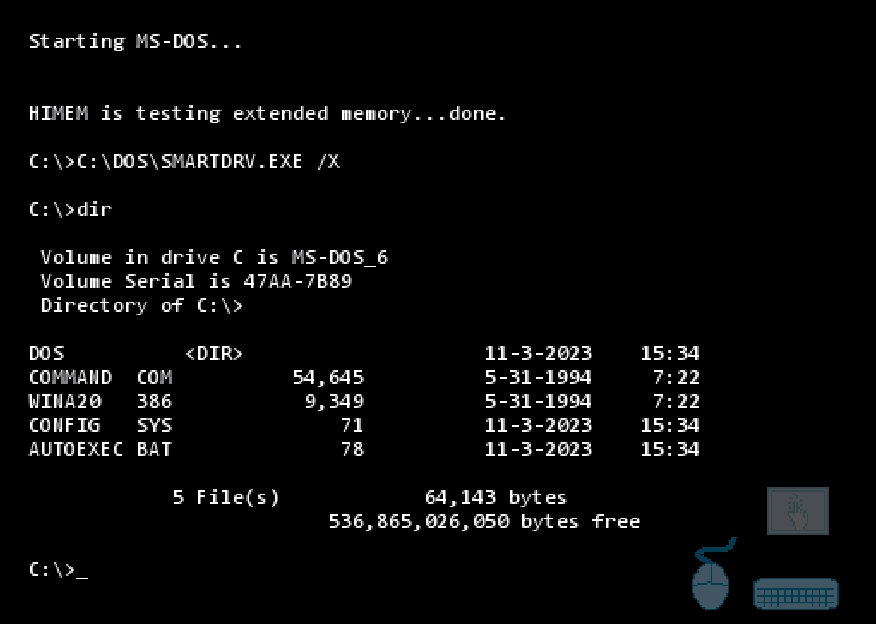 Starting MS-DOS...
HIMEM is testing extended memory...done.
C:\>C:\DOS\SMARTDRV.EXE /X
C:\>dir
Volume in drive C is MS-DOS_6
Volume Serial is 47AA-7B89
Directory of C:\>
DOS <DIR> 11-3-2023 15:34
COMMAND COM 54,645 5-31-1994 7:22
WINA20 386 9,349 5-31-1994 7:22
CONFIG SYS 71 11-3-2023 15:34
AUTOEXEC BAT 78 11-3-2023 15:34
5 File(s) 64,143 bytes
536,865,026,050 bytes free
C:\>_